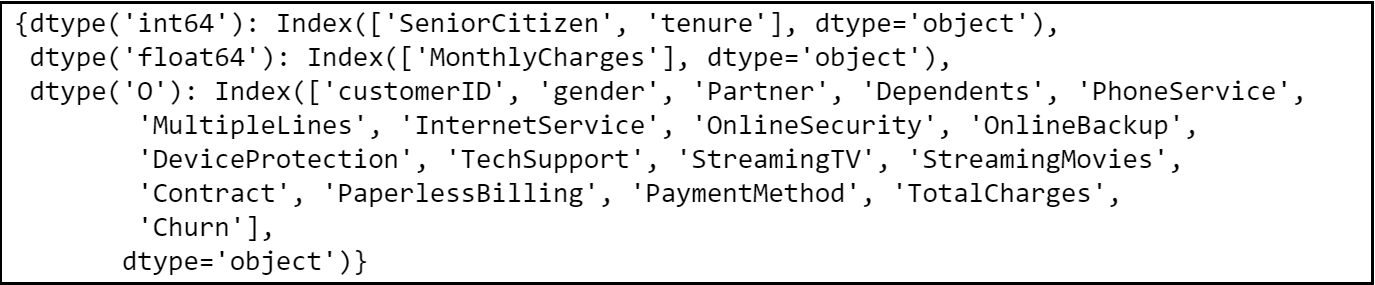 {dtype('int64'): Index(['SeniorCitizen', 'tenure'], dtype='object'),
dtype('float64'): Index(['MonthlyCharges'], dtype='object'),
dtype('O'): Index(['customerID', 'gender', 'Partner', 'Dependents', 'PhoneService',
'MultipleLines', 'InternetService', 'OnlineSecurity', 'OnlineBackup',
'DeviceProtection', 'TechSupport', 'StreamingTV', 'StreamingMovies',
'Contract', 'PaperlessBilling', 'PaymentMethod', 'TotalCharges',
'Churn'],
dtype='object')}